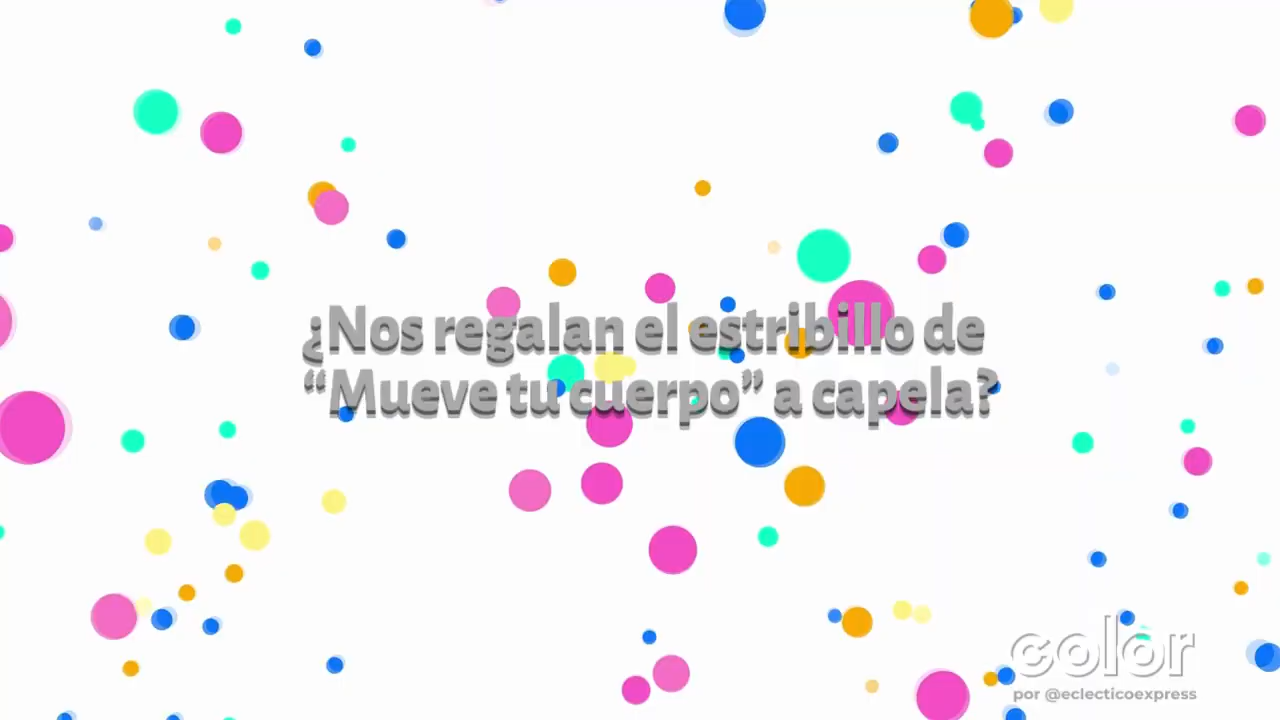 ¿Nos regalan el estribillo de
“Mueve tu cuerpo” a capela?
color
por @eclecticoexpress